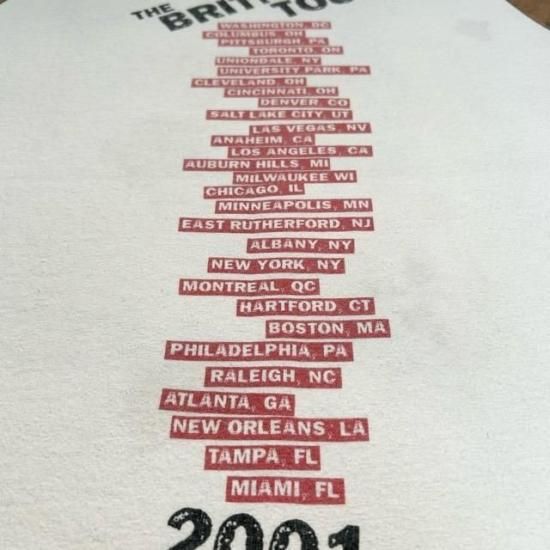 THE
BRIT
TOU
WASHINGTON, DC
COLUMBUS, OH
PITTSBURGH, PA
TORONTO, ON
UNIONDALE, NY
UNIVERSITY PARK, PA
CLEVELAND, OH
CINCINNATI, OH
DENVER, CO
SALT LAKE CITY, UT
LAS VEGAS, NV
ANAHEIM, CA
LOS ANGELES, CA
AUBURN HILLS, MI
MILWAUKEE WI
CHICAGO, IL
MINNEAPOLIS, MN
EAST RUTHERFORD, NJ
ALBANY, NY
NEW YORK, NY
MONTREAL, QC
HARTFORD, CT
BOSTON, MA
PHILADELPHIA, PA
RALEIGH, NC
ATLANTA, GA
NEW ORLEANS, LA
TAMPA, FL
MIAMI, FL
2001